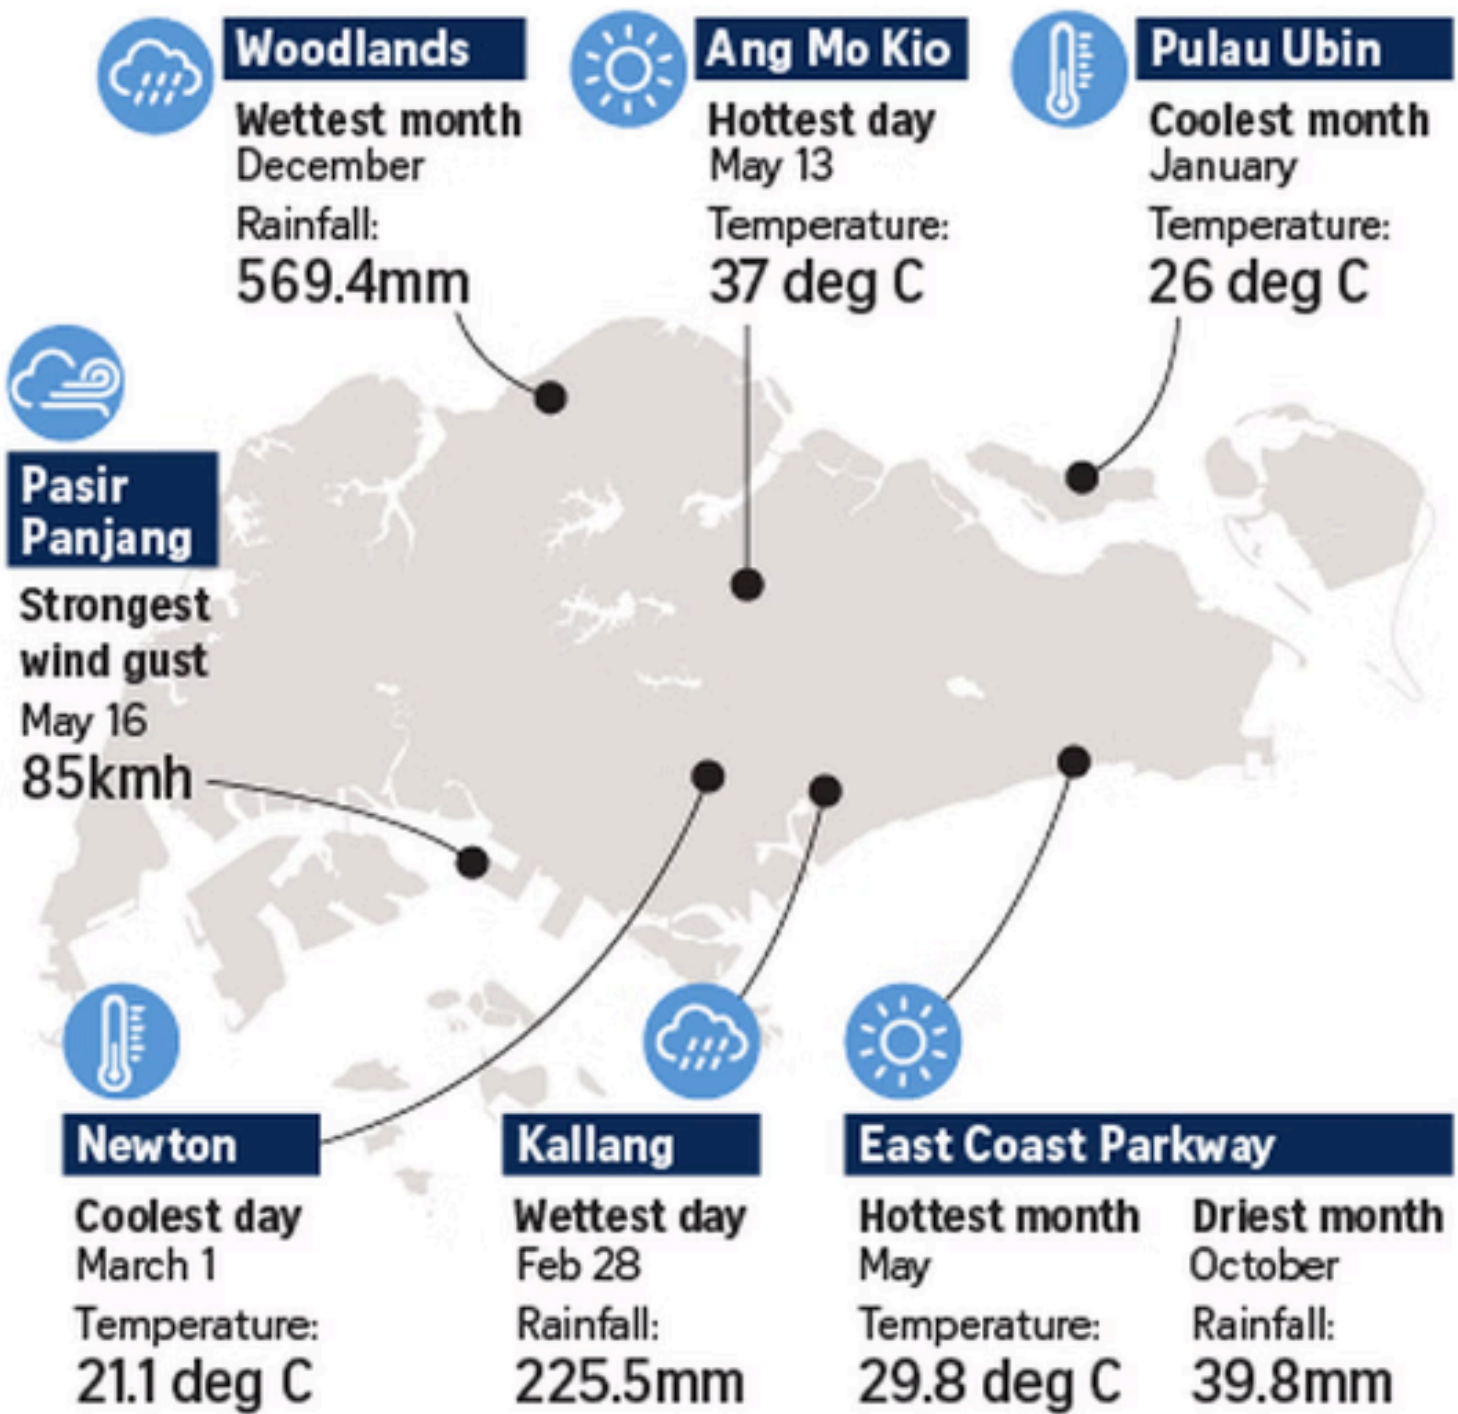 Woodlands
Wettest month
December
Rainfall:
569.4mm
Ang Mo Kio
Hottest day
May 13
Temperature:
37 deg C
Pulau Ubin
Coolest month
January
Temperature:
26 deg C
Pasir
Panjang
Strongest
wind gust
May 16
85kmh
Newton
Coolest day
March 1
Temperature:
21.1 deg C
Kallang
Wettest day
Feb 28
Rainfall:
225.5mm
East Coast Parkway
Hottest month
May
Temperature:
29.8 deg C
Driest month
October
Rainfall:
39.8mm